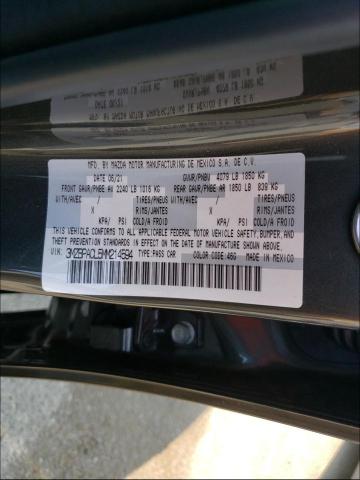 MFD. BY MAZDA MOTOR MANUFACTURING DE MEXICO S.A. DE C.V.
DATE 05/21 GVWR/PNBV 4079 LB 1850 KG
FRONT GAWR/PNBE AV 2240 LB 1016 KG REAR GAWR/PNBE AR 1850 LB 839 KG
WITH/AVEC / TIRES/PNEUS WITH/AVEC / TIRES/PNEUS
X RIMS/JANTES X RIMS/JANTES
KPA/ PSI COLD/A FROID KPA/ PSI COLD/A FROID
THIS VEHICLE CONFORMS TO ALL APPLICABLE FEDERAL MOTOR VEHICLE SAFETY, BUMPER, AND
THEFT PREVENTION STANDARDS IN EFFECT ON THE DATE OF MANUFACTURE SHOWN ABOVE.
VIN: TYPE:PASS CAR COLOR CODE:46G MADE IN MEXICO